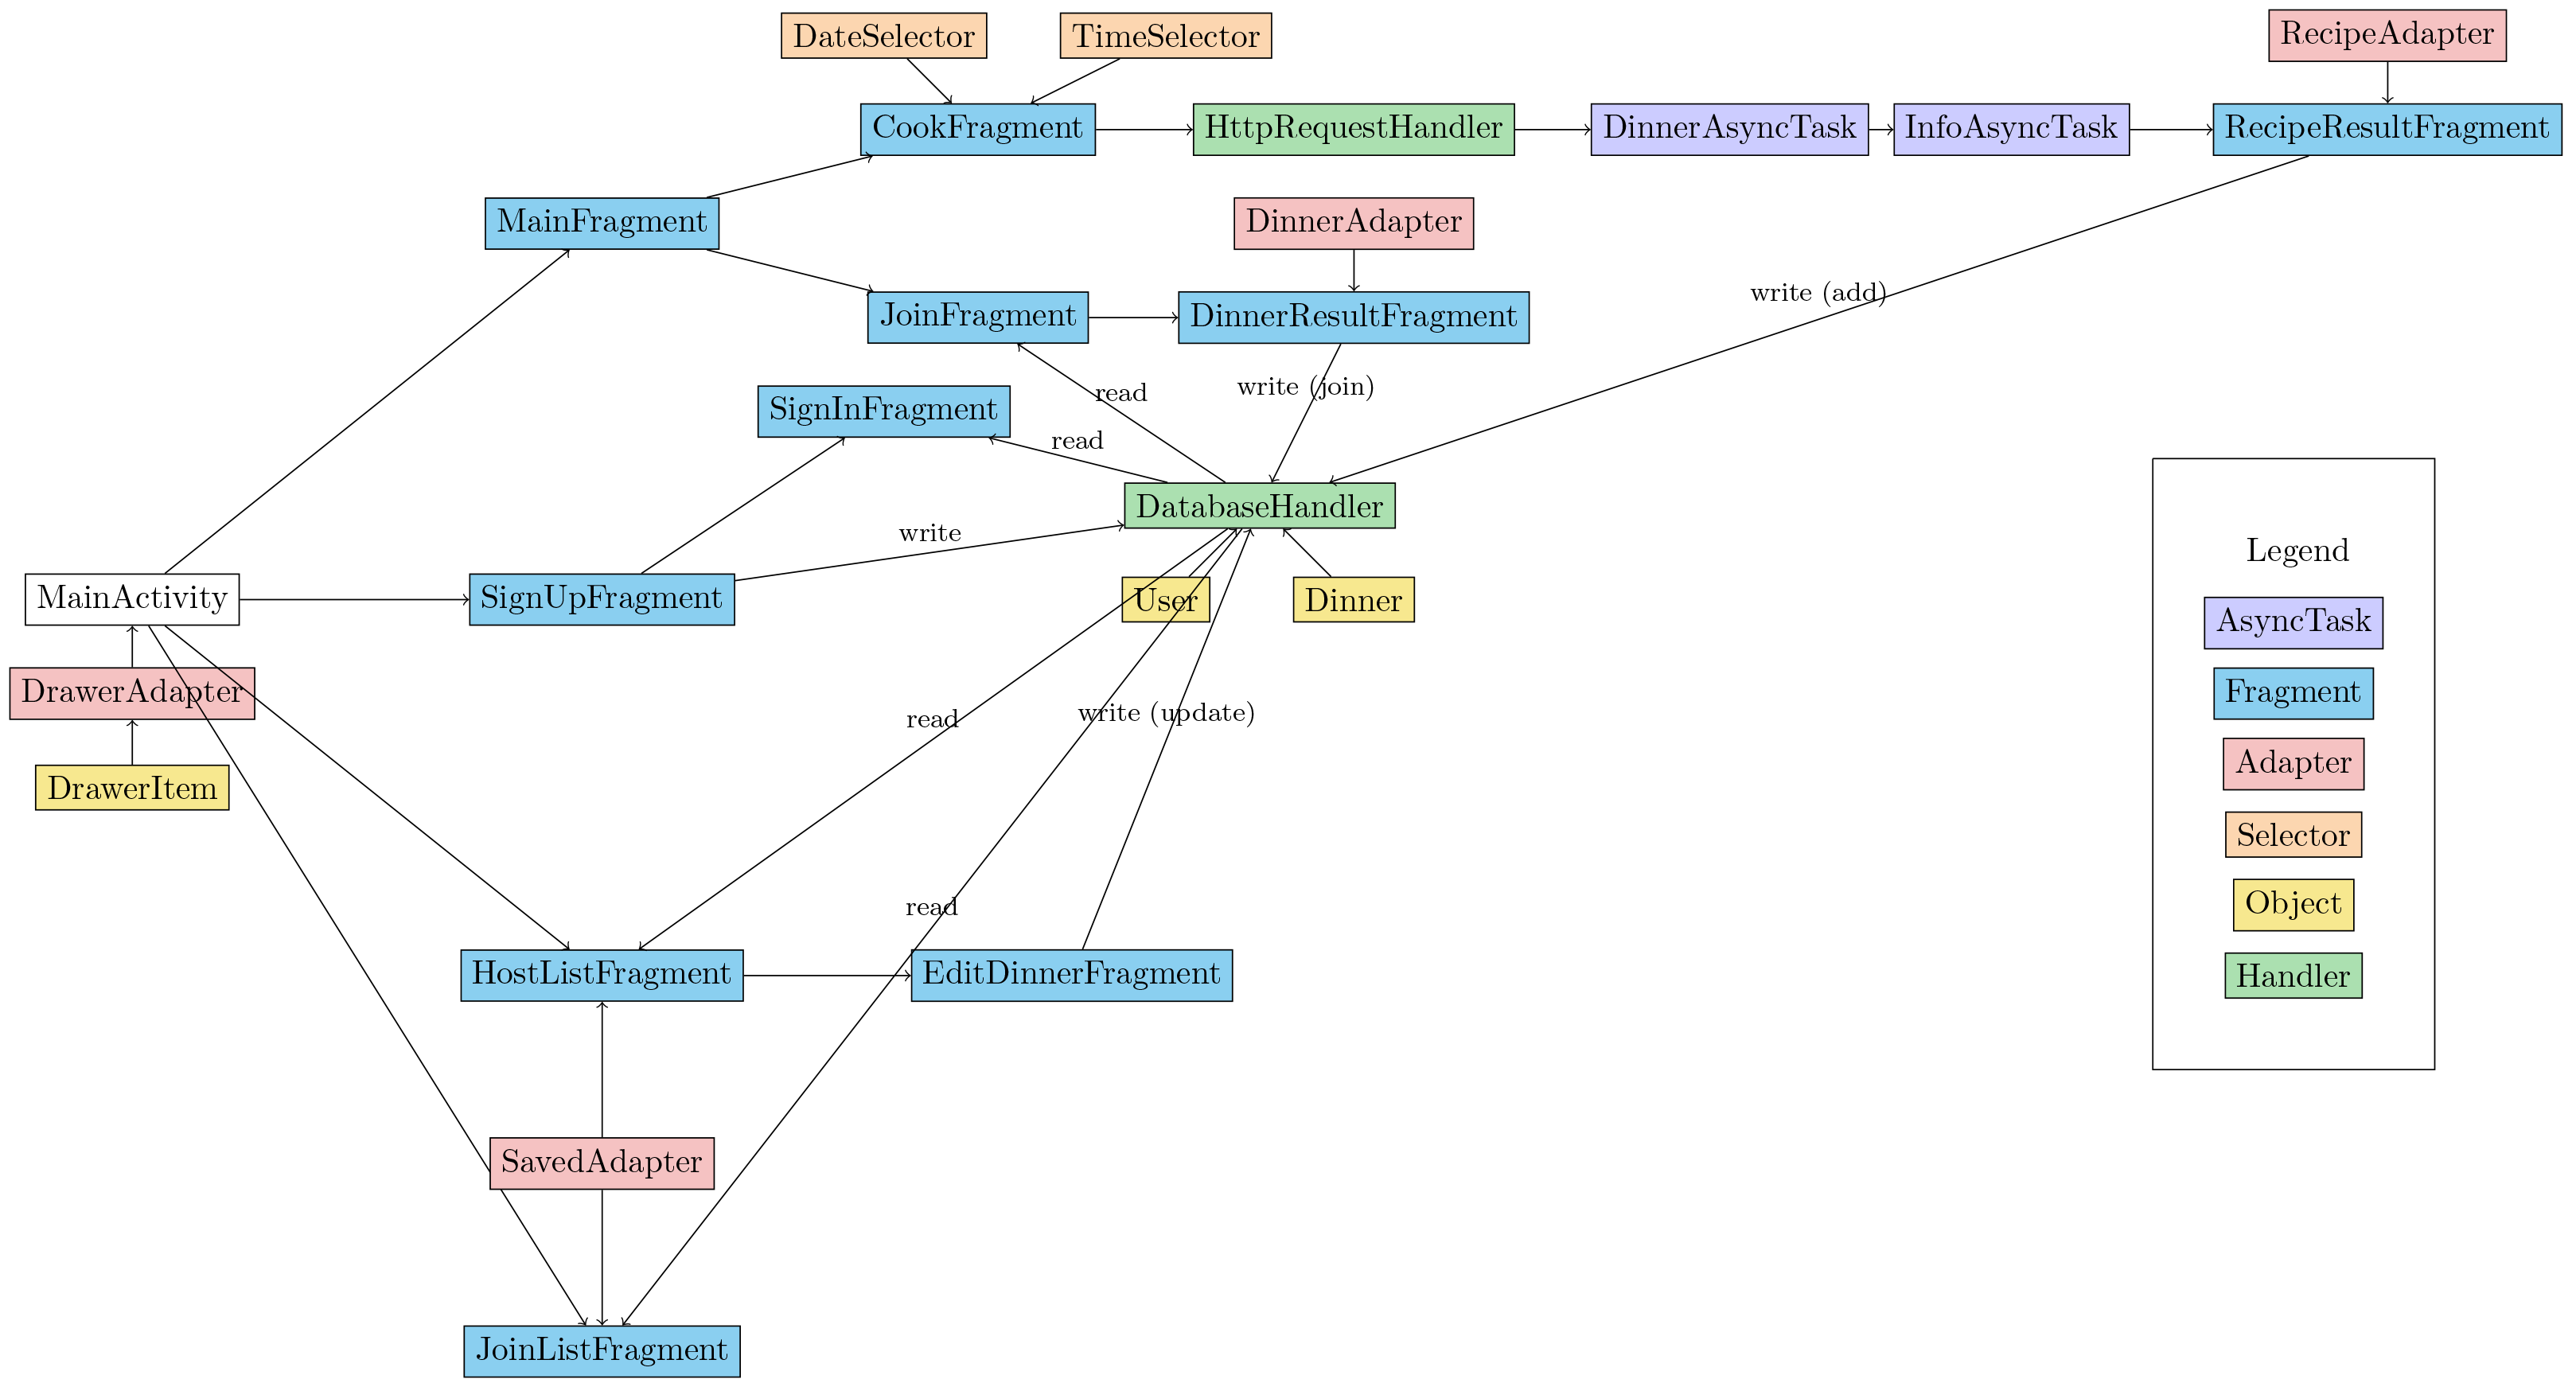 DateSelector
TimeSelector
RecipeAdapter
CookFragment
HttpRequestHandler
DinnerAsyncTask
InfoAsyncTask
RecipeResultFragment
MainFragment
DinnerAdapter
write (add)
JoinFragment
DinnerResultFragment
read
write (join)
SignInFragment
read
DatabaseHandler
write
MainActivity
SignUpFragment
User
Dinner
DrawerAdapter
read
write (update)
DrawerItem
read
HostListFragment
EditDinnerFragment
SavedAdapter
JoinListFragment
Legend
AsyncTask
Fragment
Adapter
Selector
Object
Handler